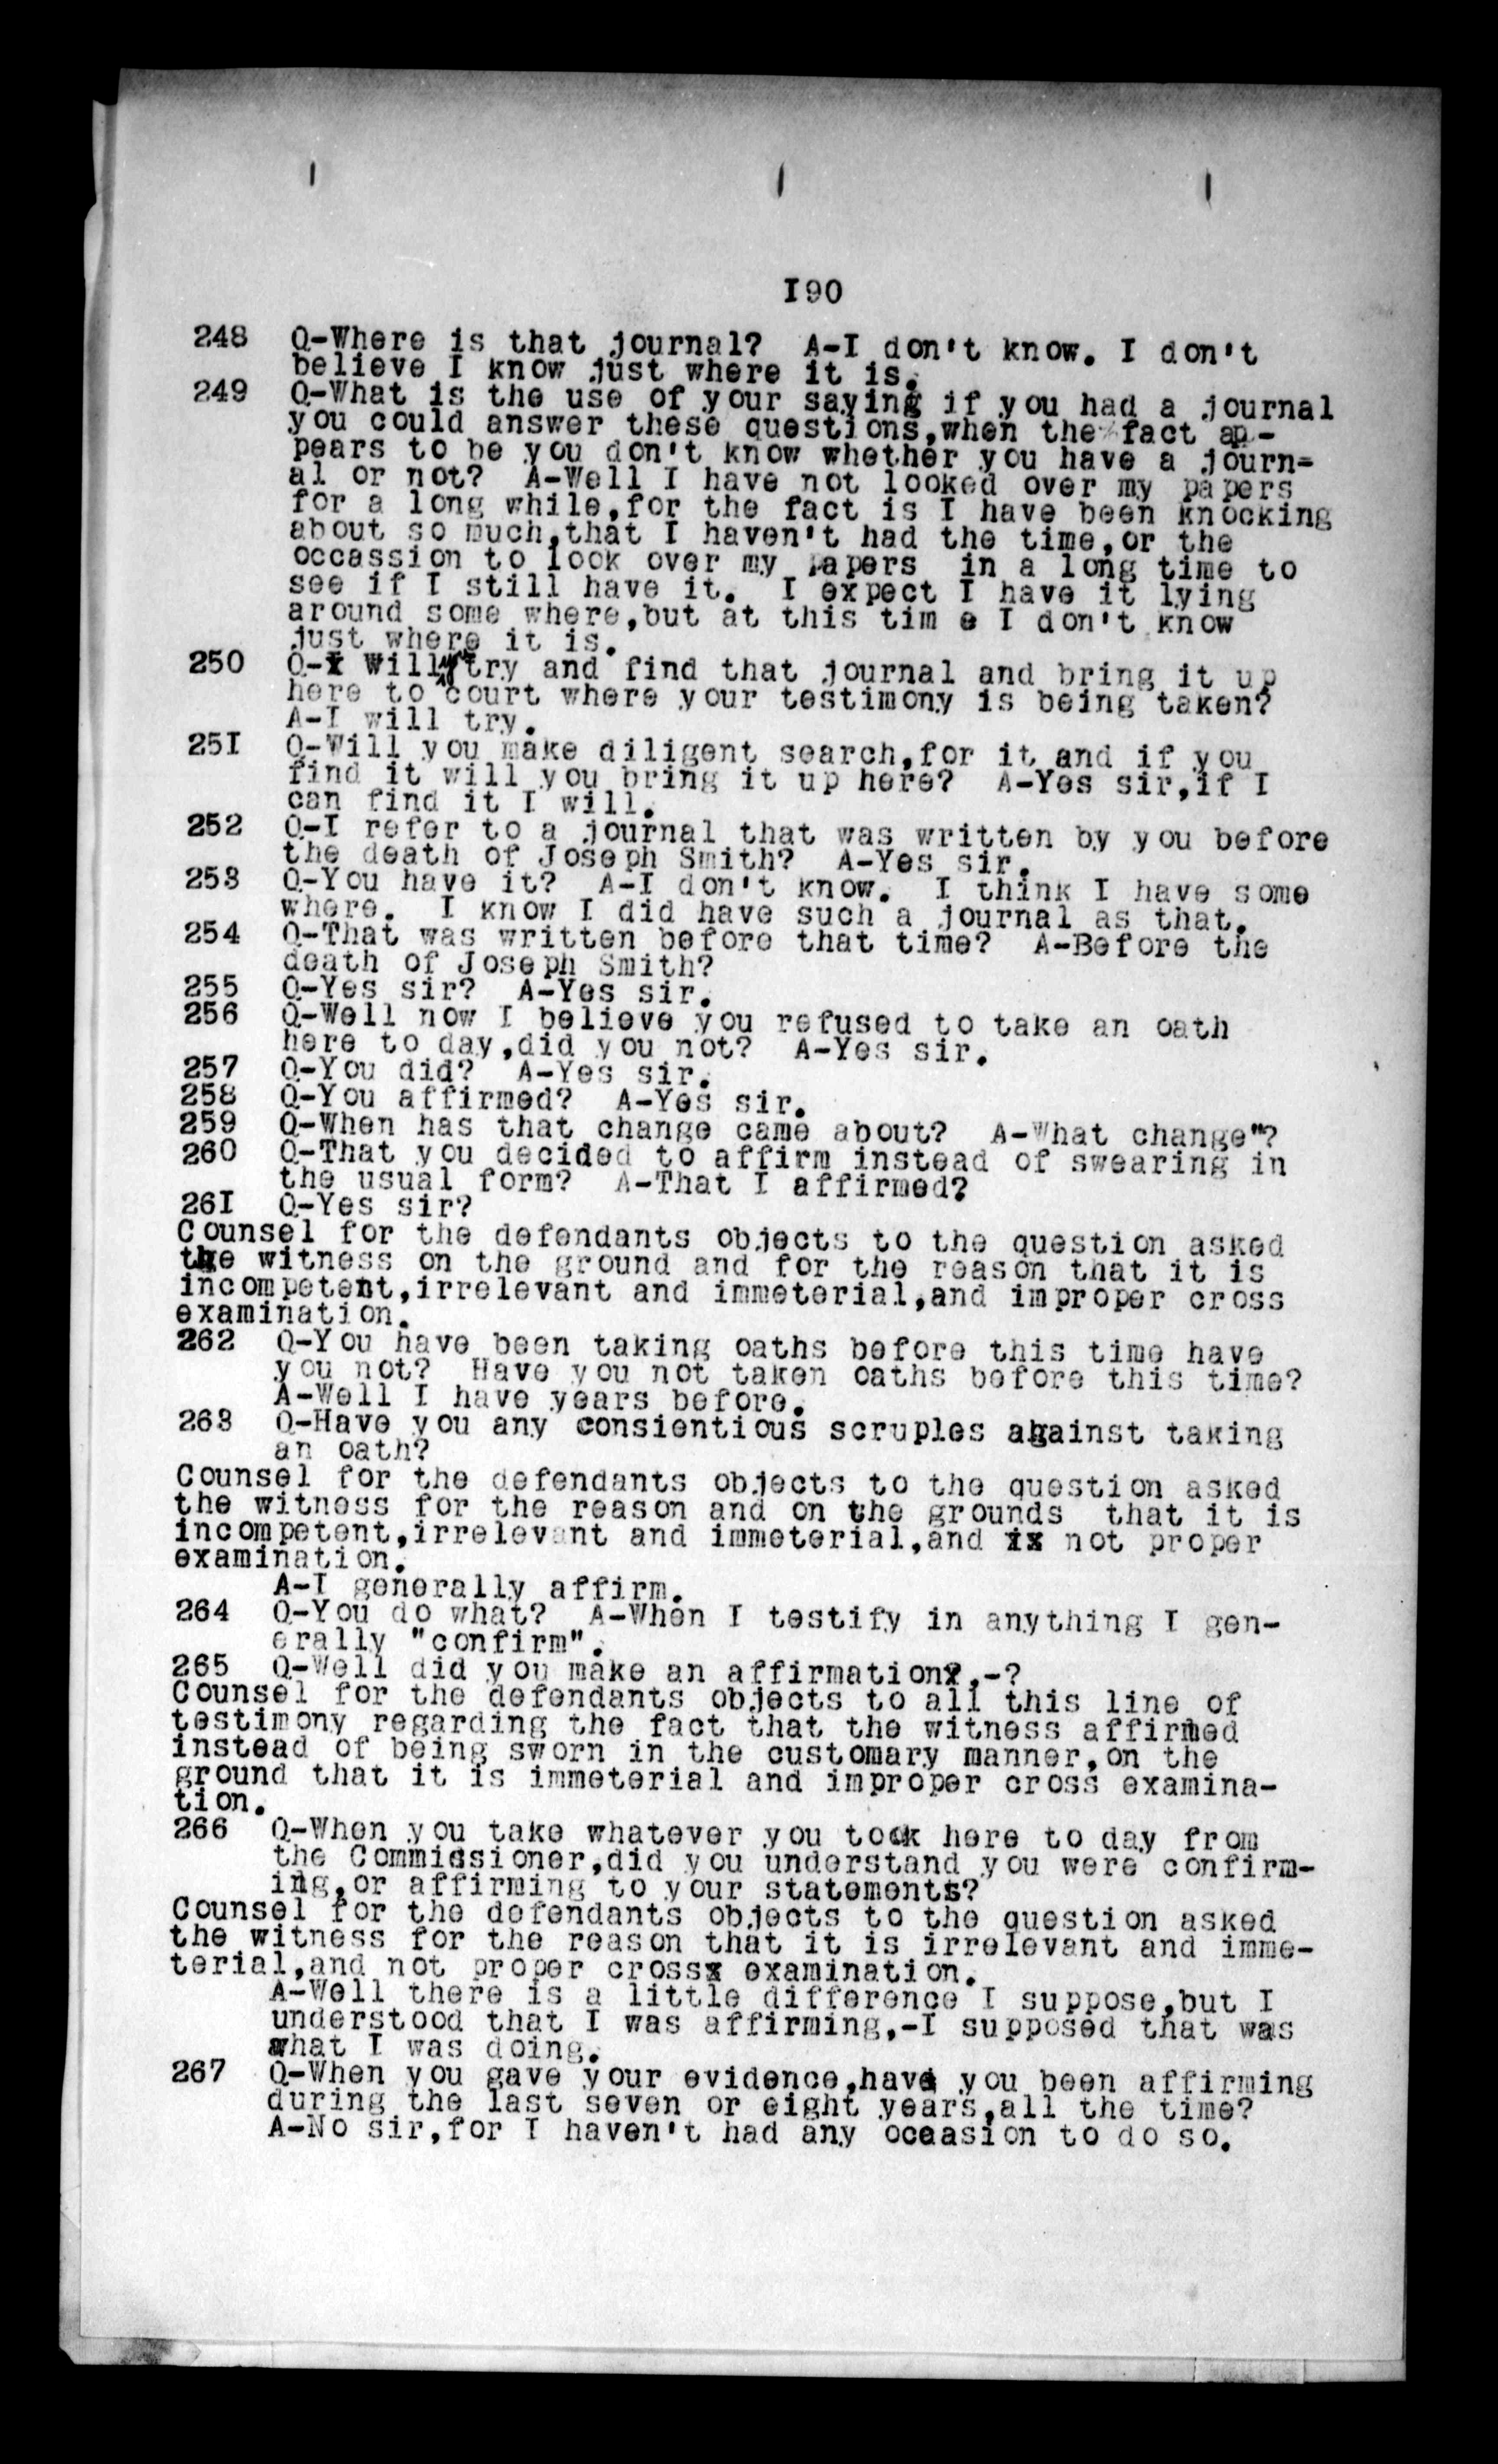 I90
248 Q-Where is that journal? A-I don't know. I don't
believe I know just where it is.
249 Q-What is the use of your saying if you had a journal
you could answer these questions,when the fact ap-
pears to be you don't know whether you have a journ=
al or not? A-Well I have not looked over my papers
for a long while,for the fact is I have been knocking
about so much,that I haven't had the time,or the
occassion to look over my papers in a long time to
see if I still have it. I expect I have it lying
around some where,but at this tim e I don't know
just where it is.
250 Q- Will you try and find that journal and bring it up
here to court where your testimony is being taken?
A-I will try.
25I Q-Will you make diligent search,for it and if you
find it will you bring it up here? A-Yes sir,if I
can find it I will.
252 Q-I refer to a journal that was written by you before
the death of Joseph Smith? A-Yes sir.
253 Q-You have it? A-I don't know. I think I have some
where. I know I did have such a journal as that.
254 Q-That was written before that time? A-Before the
death of Joseph Smith?
255 Q-Yes sir? A-Yes sir.
256 Q-Well now I believe you refused to take an oath
here to day,did you not? A-Yes sir.
257 Q-You did? A-Yes sir.
258 Q-You affirmed? A-Yes sir.
259 Q-When has that change came about? A-What change"?
260 Q-That you decided to affirm instead of swearing in
the usual form? A-That I affirmed?
26I Q-Yes sir?
Counsel for the defendants objects to the question asked
the witness on the ground and for the reason that it is
incompetent,irrelevant and immeterial,and improper cross
examination.
262 Q-You have been taking oaths before this time have
you not? Have you not taken oaths before this time?
A-Well I have years before.
263 Q-Have you any consientious scruples against taking
an oath?
Counsel for the defendants objects to the question asked
the witness for the reason and on the grounds that it is
incompetent,irrelevant and immeterial,and ix not proper
examination.
A-I generally affirm.
264 Q-You do what? A-When I testify in anything I gen-
erally "confirm".
265 Q-Well did you make an affirmation,-?
Counsel for the defendants objects to all this line of
testimony regarding the fact that the witness affirmed
instead of being sworn in the customary manner,on the
ground that it is immeterial and improper cross examina-
tion.
266 Q-When you take whatever you took here to day from
the Commissioner,did you understand you were confirm-
ing,or affirming to your statements?
Counsel for the defendants objects to the question asked
the witness for the reason that it is irrelevant and imme-
terial,and not proper crossx examination.
A-Well there is a little difference I suppose,but I
understood that I was affirming,-I supposed that was
what I was doing.
267 Q-When you gave your evidence,have you been affirming
during the last seven or eight years,all the time?
A-No sir,for I haven't had any occasion to do so.